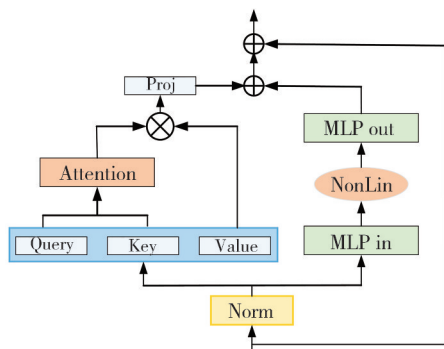 Proj
MLP out
Attention
NonLin
Query Key Value
MLP in
Norm